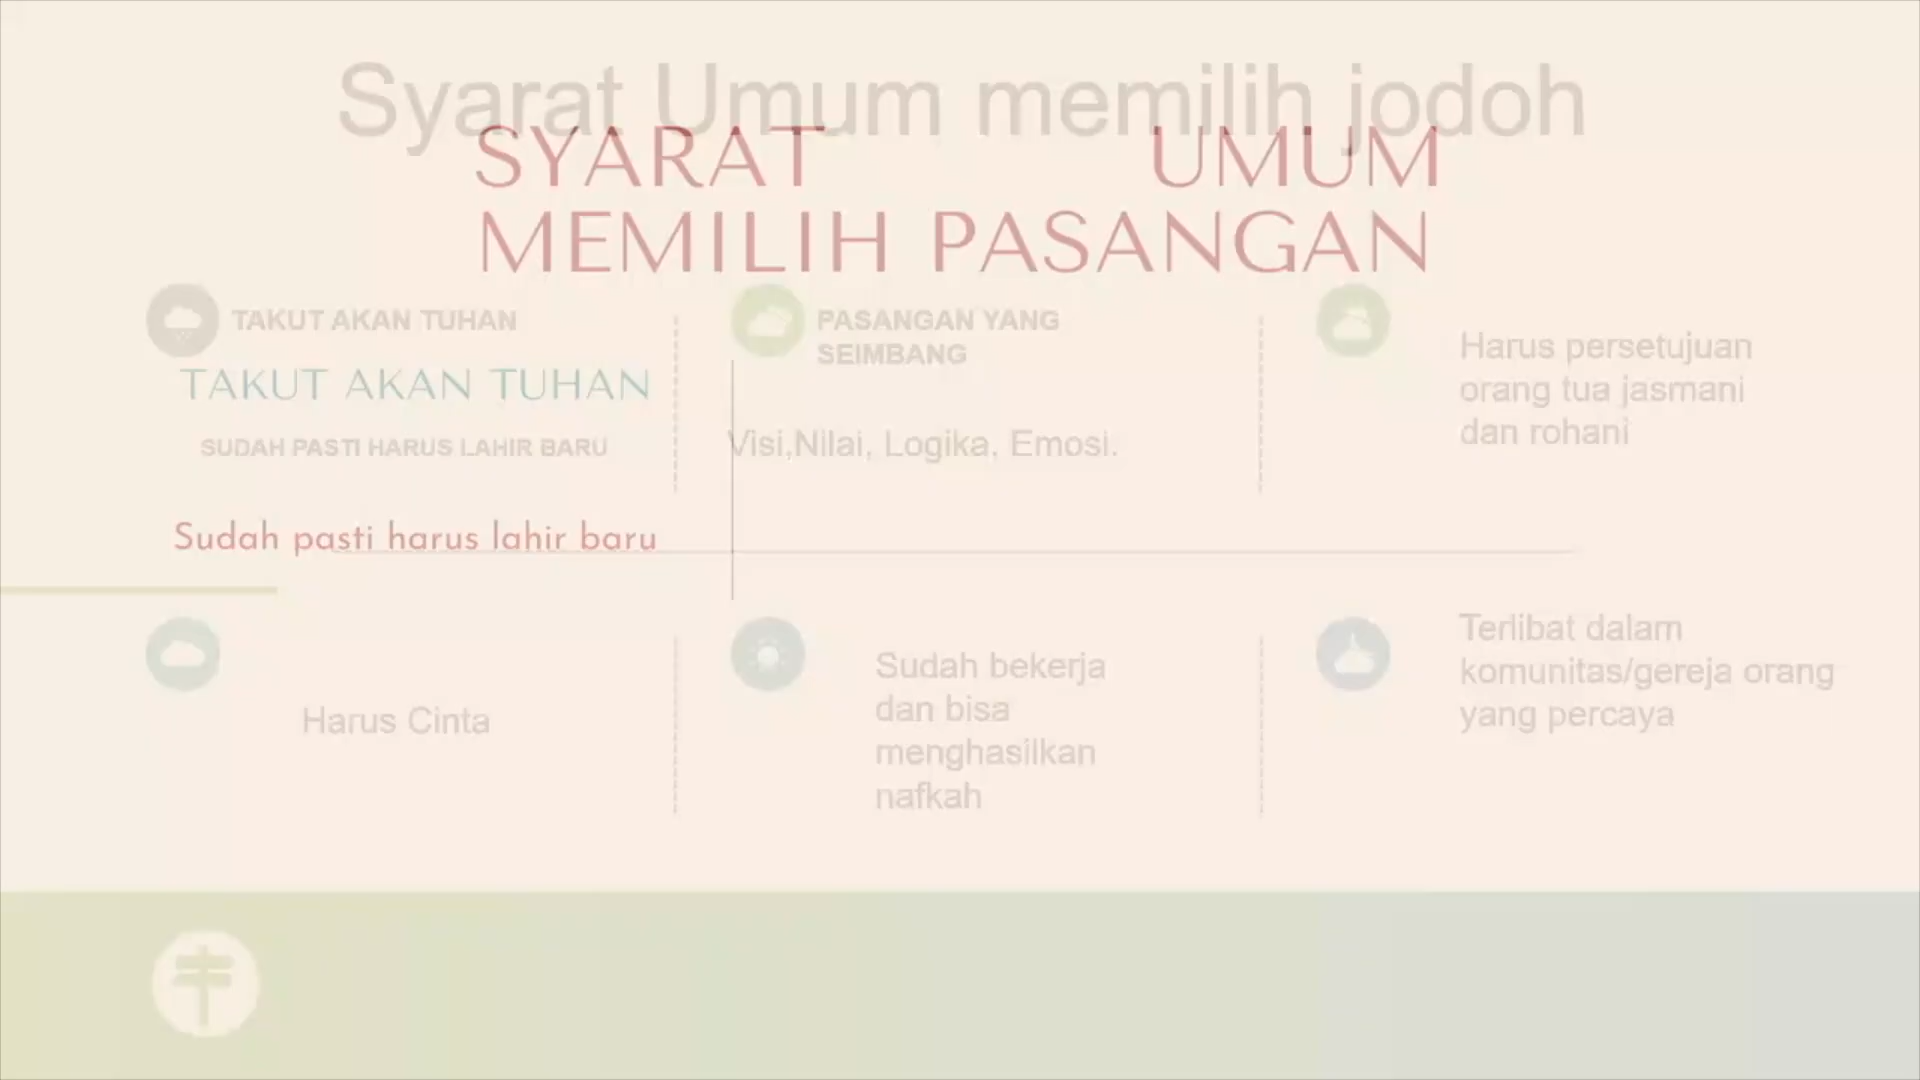 Syarat Umum memilih jodoh
SYARAT UMUM
MEMILIH PASANGAN
TAKUT AKAN TUHAN
PASANGAN YANG
SEIMBANG
Harus persetujuan
orang tua jasmani
dan rohani
TAKUT AKAN TUHAN
SUDAH PASTI HARUS LAHIR BARU
Visi,Nilai, Logika, Emosi.
Sudah pasti harus lahir baru
Harus Cinta
Sudah bekerja
dan bisa
menghasilkan
nafkah
Terlibat dalam
komunitas/gereja orang
yang percaya